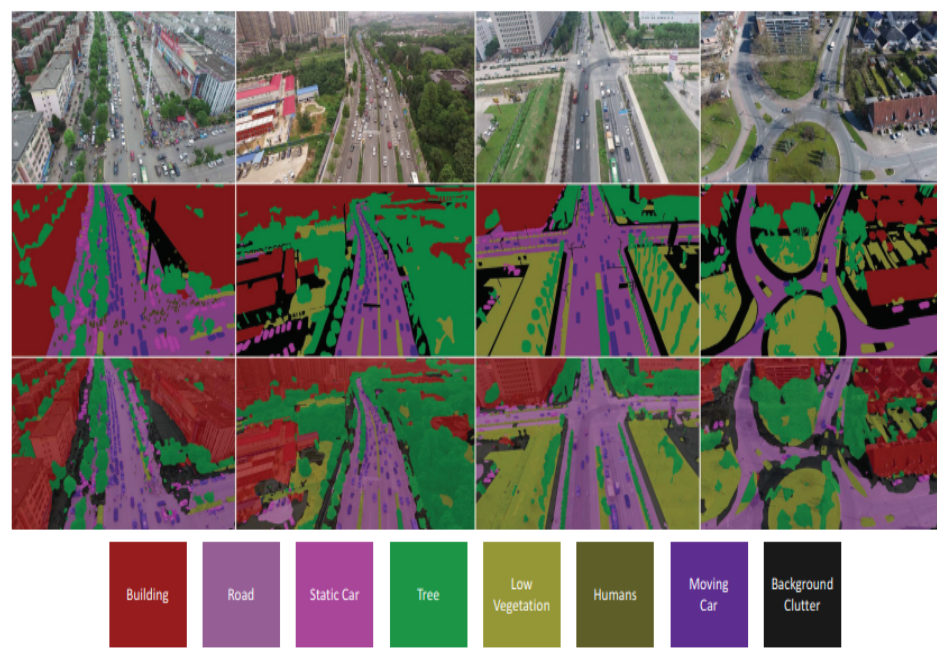 Building
Road
Static Car
Tree
Low
Vegetation
Humans
Moving
Car
Background
Clutter